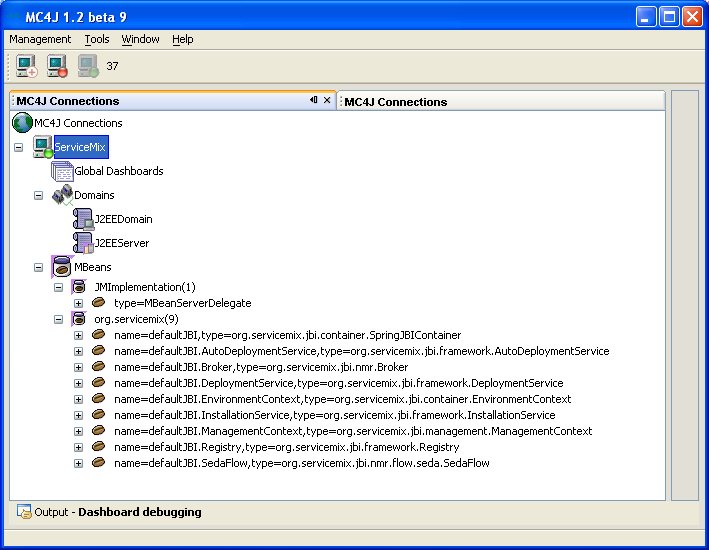 MC4J 1.2 beta 9
Management Tools Window Help
37
MC4J Connections MC4J Connections
MC4J Connections
ServiceMix
Global Dashboards
Domains
J2EEDomain
J2EEServer
MBeans
JMImplementation(1)
type=MBeanServerDelegate
org.servicemix(9)
name=defaultJBI,type=org.servicemix.jbi.container.SpringJBIContainer
name=defaultJBI.AutoDeploymentService,type=org.servicemix.jbi.framework.AutoDeploymentService
name=defaultJBI.Broker,type=org.servicemix.jbi.nmr.Broker
name=defaultJBI.DeploymentService,type=org.servicemix.jbi.framework.DeploymentService
name=defaultJBI.EnvironmentContext,type=org.servicemix.jbi.container.EnvironmentContext
name=defaultJBI.InstallationService,type=org.servicemix.jbi.framework.InstallationService
name=defaultJBI.ManagementContext,type=org.servicemix.jbi.management.ManagementContext
name=defaultJBI.Registry,type=org.servicemix.jbi.framework.Registry
name=defaultJBI.SedaFlow,type=org.servicemix.jbi.nmr.flow.seda.SedaFlow
Output - Dashboard debugging